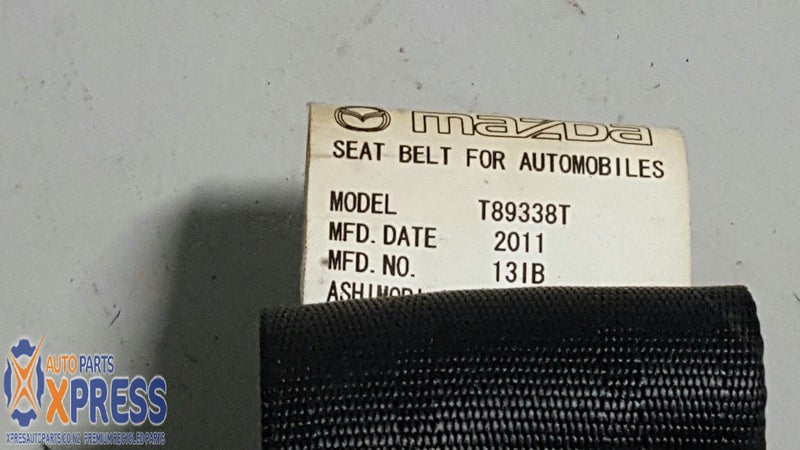 mazda
SEAT BELT FOR AUTOMOBILES
MODEL T89338T
MFD. DATE 2011
MFD. NO. 13IB
AUTO PARTS
XPRESS
XPRESAUTOPARTS.CO.NZ PREMIUM RECYCLED PARTS